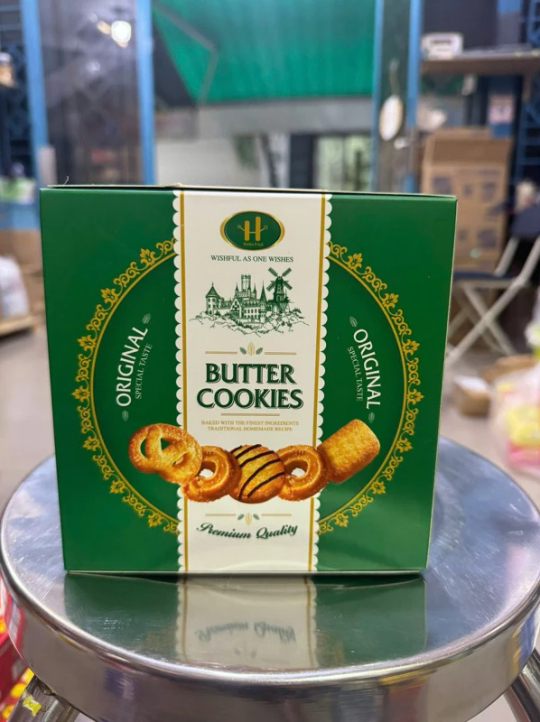 H
WISHFUL AS ONE WISHES
ORIGINAL
SPECIAL TASTE
ORIGINAL
SPECIAL TASTE
BUTTER
COOKIES
BAKED WITH THE FINEST INGREDIENTS
TRADITIONAL HOMEMADE RECIPE
Premium Quality